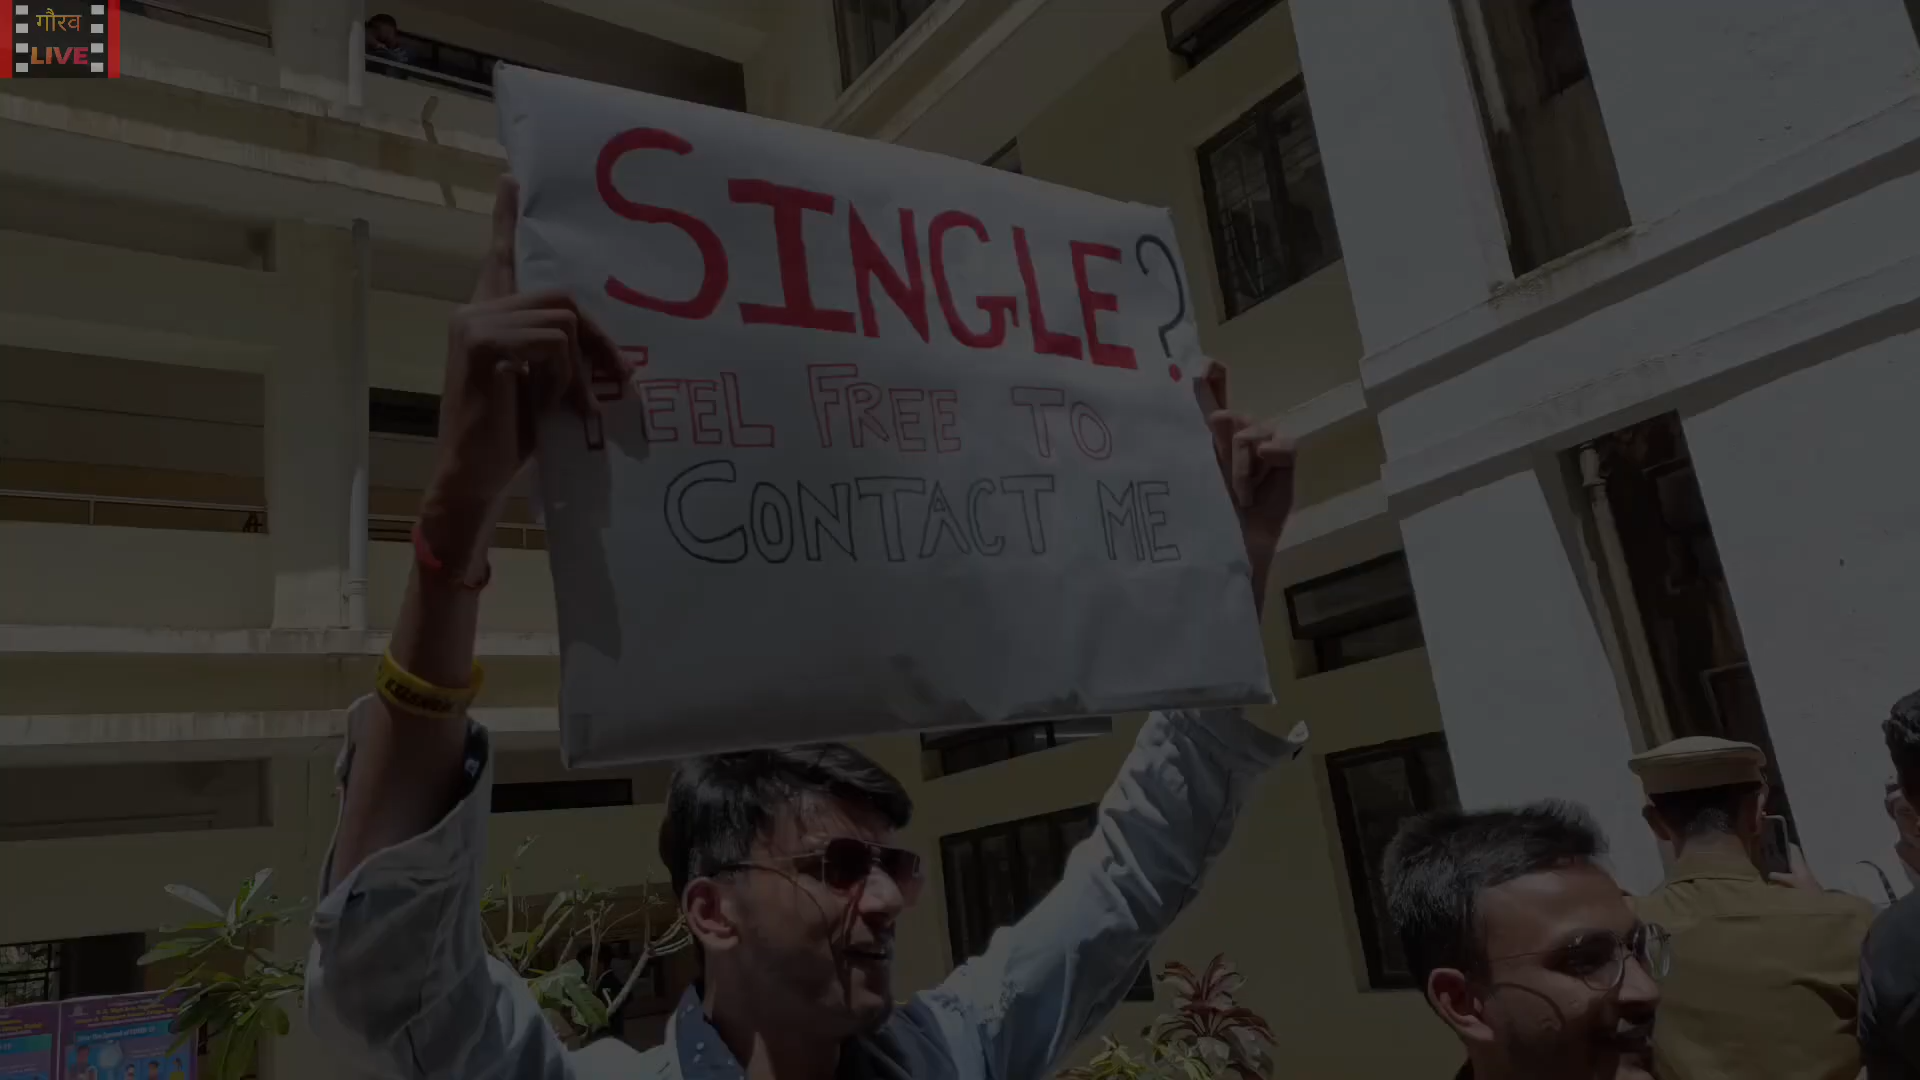 गौरव
LIVE
SINGLE?
FEEL FREE TO
CONTACT ME